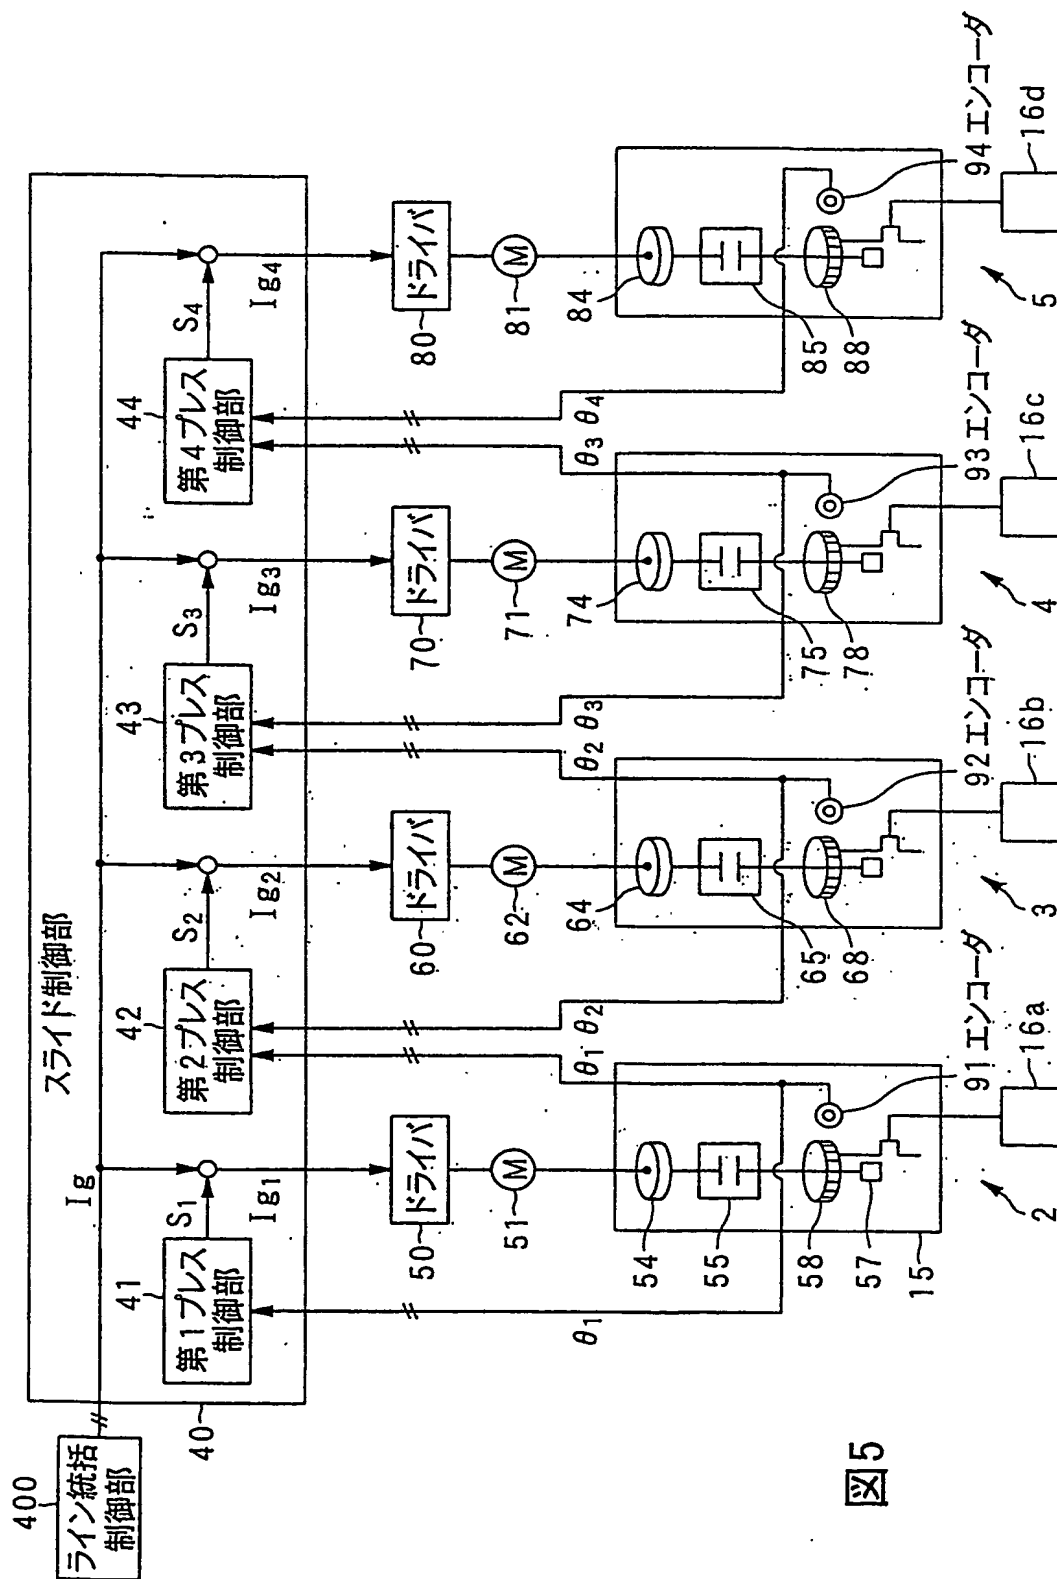 400
ライン統括
制御部
Ig
スライド制御部
40
41
第1プレス
制御部
S1
Ig1
42
第2プレス
制御部
S2
Ig2
43
第3プレス
制御部
S3
Ig3
44
第4プレス
制御部
S4
Ig4
θ1
θ1
θ2
θ2
θ3
θ3
θ4
50
ドライバ
60
ドライバ
70
ドライバ
80
ドライバ
51
M
62
M
71
M
81
M
54
55
58
57
15
64
65
68
74
75
78
84
85
88
91 エンコーダ
92 エンコーダ
93 エンコーダ
94 エンコーダ
16a
16b
16c
16d
2
3
4
5
図5